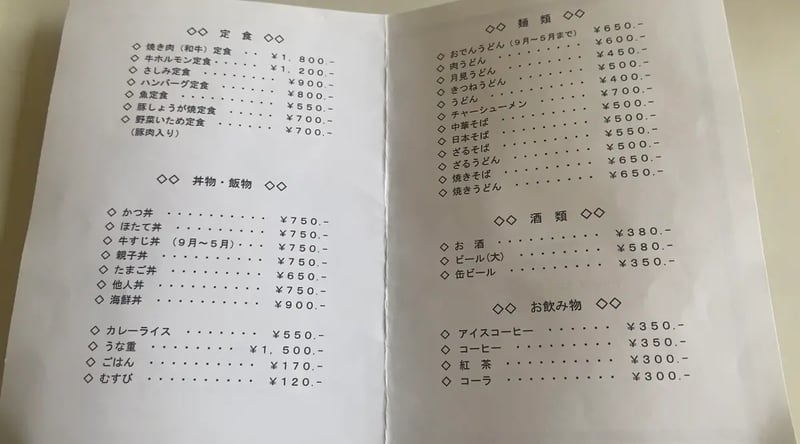 ◇◇ 定 食 ◇◇
◇ 焼き肉（和牛）定食 ・・ ￥１，８００.-
◇ 牛ホルモン定食・・・・・ ￥１，２００.-
◇ さしみ定食 ・・・・・・・ ￥９００.-
◇ ハンバーグ定食 ・・・・・ ￥８００.-
◇ 魚定食 ・・・・・・・・・ ￥５５０.-
◇ 豚しょうが焼定食 ・・・・ ￥７００.-
◇ 野菜いため定食 ・・・・・ ￥７００.-
（豚肉入り）
◇◇ 丼物・飯物 ◇◇
◇ かつ丼 ・・・・・・・・・・ ￥７５０.-
◇ ほたて丼 ・・・・・・・・・ ￥７５０.-
◇ 牛すじ丼 （９月～５月）・・・ ￥７５０.-
◇ 親子丼 ・・・・・・・・・・ ￥７５０.-
◇ たまご丼 ・・・・・・・・・ ￥６５０.-
◇ 他人丼 ・・・・・・・・・・ ￥７５０.-
◇ 海鮮丼 ・・・・・・・・・・ ￥９００.-
◇ カレーライス ・・・・・・・ ￥５５０.-
◇ うな重 ・・・・・・・・ ￥１，５００.-
◇ ごはん ・・・・・・・・・・ ￥１７０.-
◇ むすび ・・・・・・・・・・ ￥１２０.-
◇◇ 麺 類 ◇◇
◇ おでんうどん（９月～５月まで） ￥６５０.-
◇ 肉うどん ・・・・・・・・・ ￥６００.-
◇ 月見うどん ・・・・・・・・ ￥４５０.-
◇ きつねうどん ・・・・・・・ ￥５００.-
◇ うどん ・・・・・・・・・・ ￥４００.-
◇ チャーシューメン ・・・・・ ￥７００.-
◇ 中華そば ・・・・・・・・・ ￥５００.-
◇ 日本そば ・・・・・・・・・ ￥５００.-
◇ ざるそば ・・・・・・・・・ ￥５５０.-
◇ ざるうどん ・・・・・・・・ ￥５００.-
◇ 焼きそば ・・・・・・・・・ ￥６５０.-
◇ 焼きうどん ・・・・・・・・ ￥６５０.-
◇◇ 酒 類 ◇◇
◇ お 酒 ・・・・・・・・・・ ￥３８０.-
◇ ビール（大） ・・・・・・・・ ￥５８０.-
◇ 缶ビール ・・・・・・・・・ ￥３５０.-
◇◇ お飲み物 ◇◇
◇ アイスコーヒー ・・・・・・ ￥３５０.-
◇ コーヒー ・・・・・・・・・ ￥３５０.-
◇ 紅 茶 ・・・・・・・・・・ ￥３００.-
◇ コーラ ・・・・・・・・・・ ￥３００.-